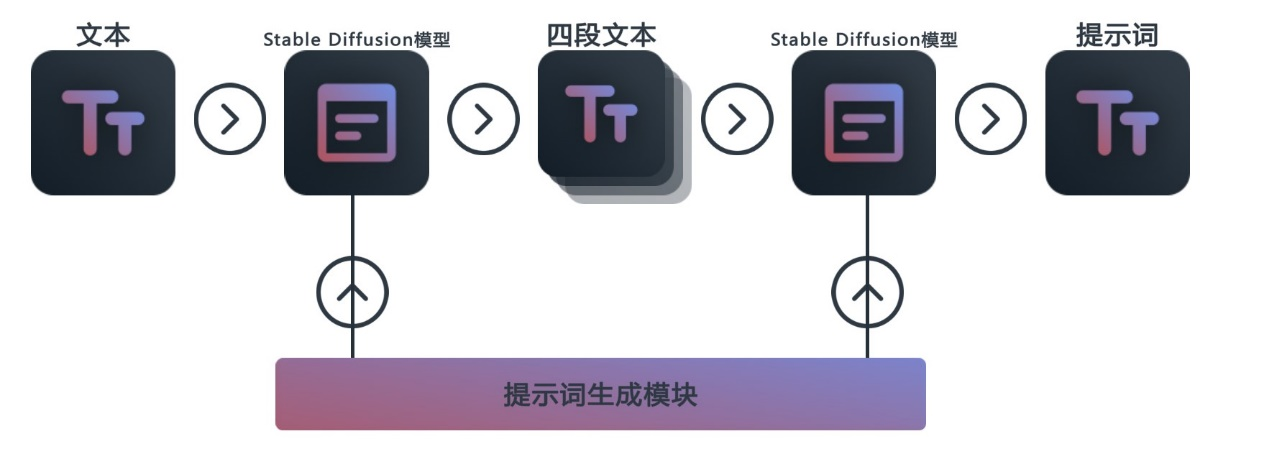 文本
Stable Diffusion模型
四段文本
Stable Diffusion模型
提示词
提示词生成模块